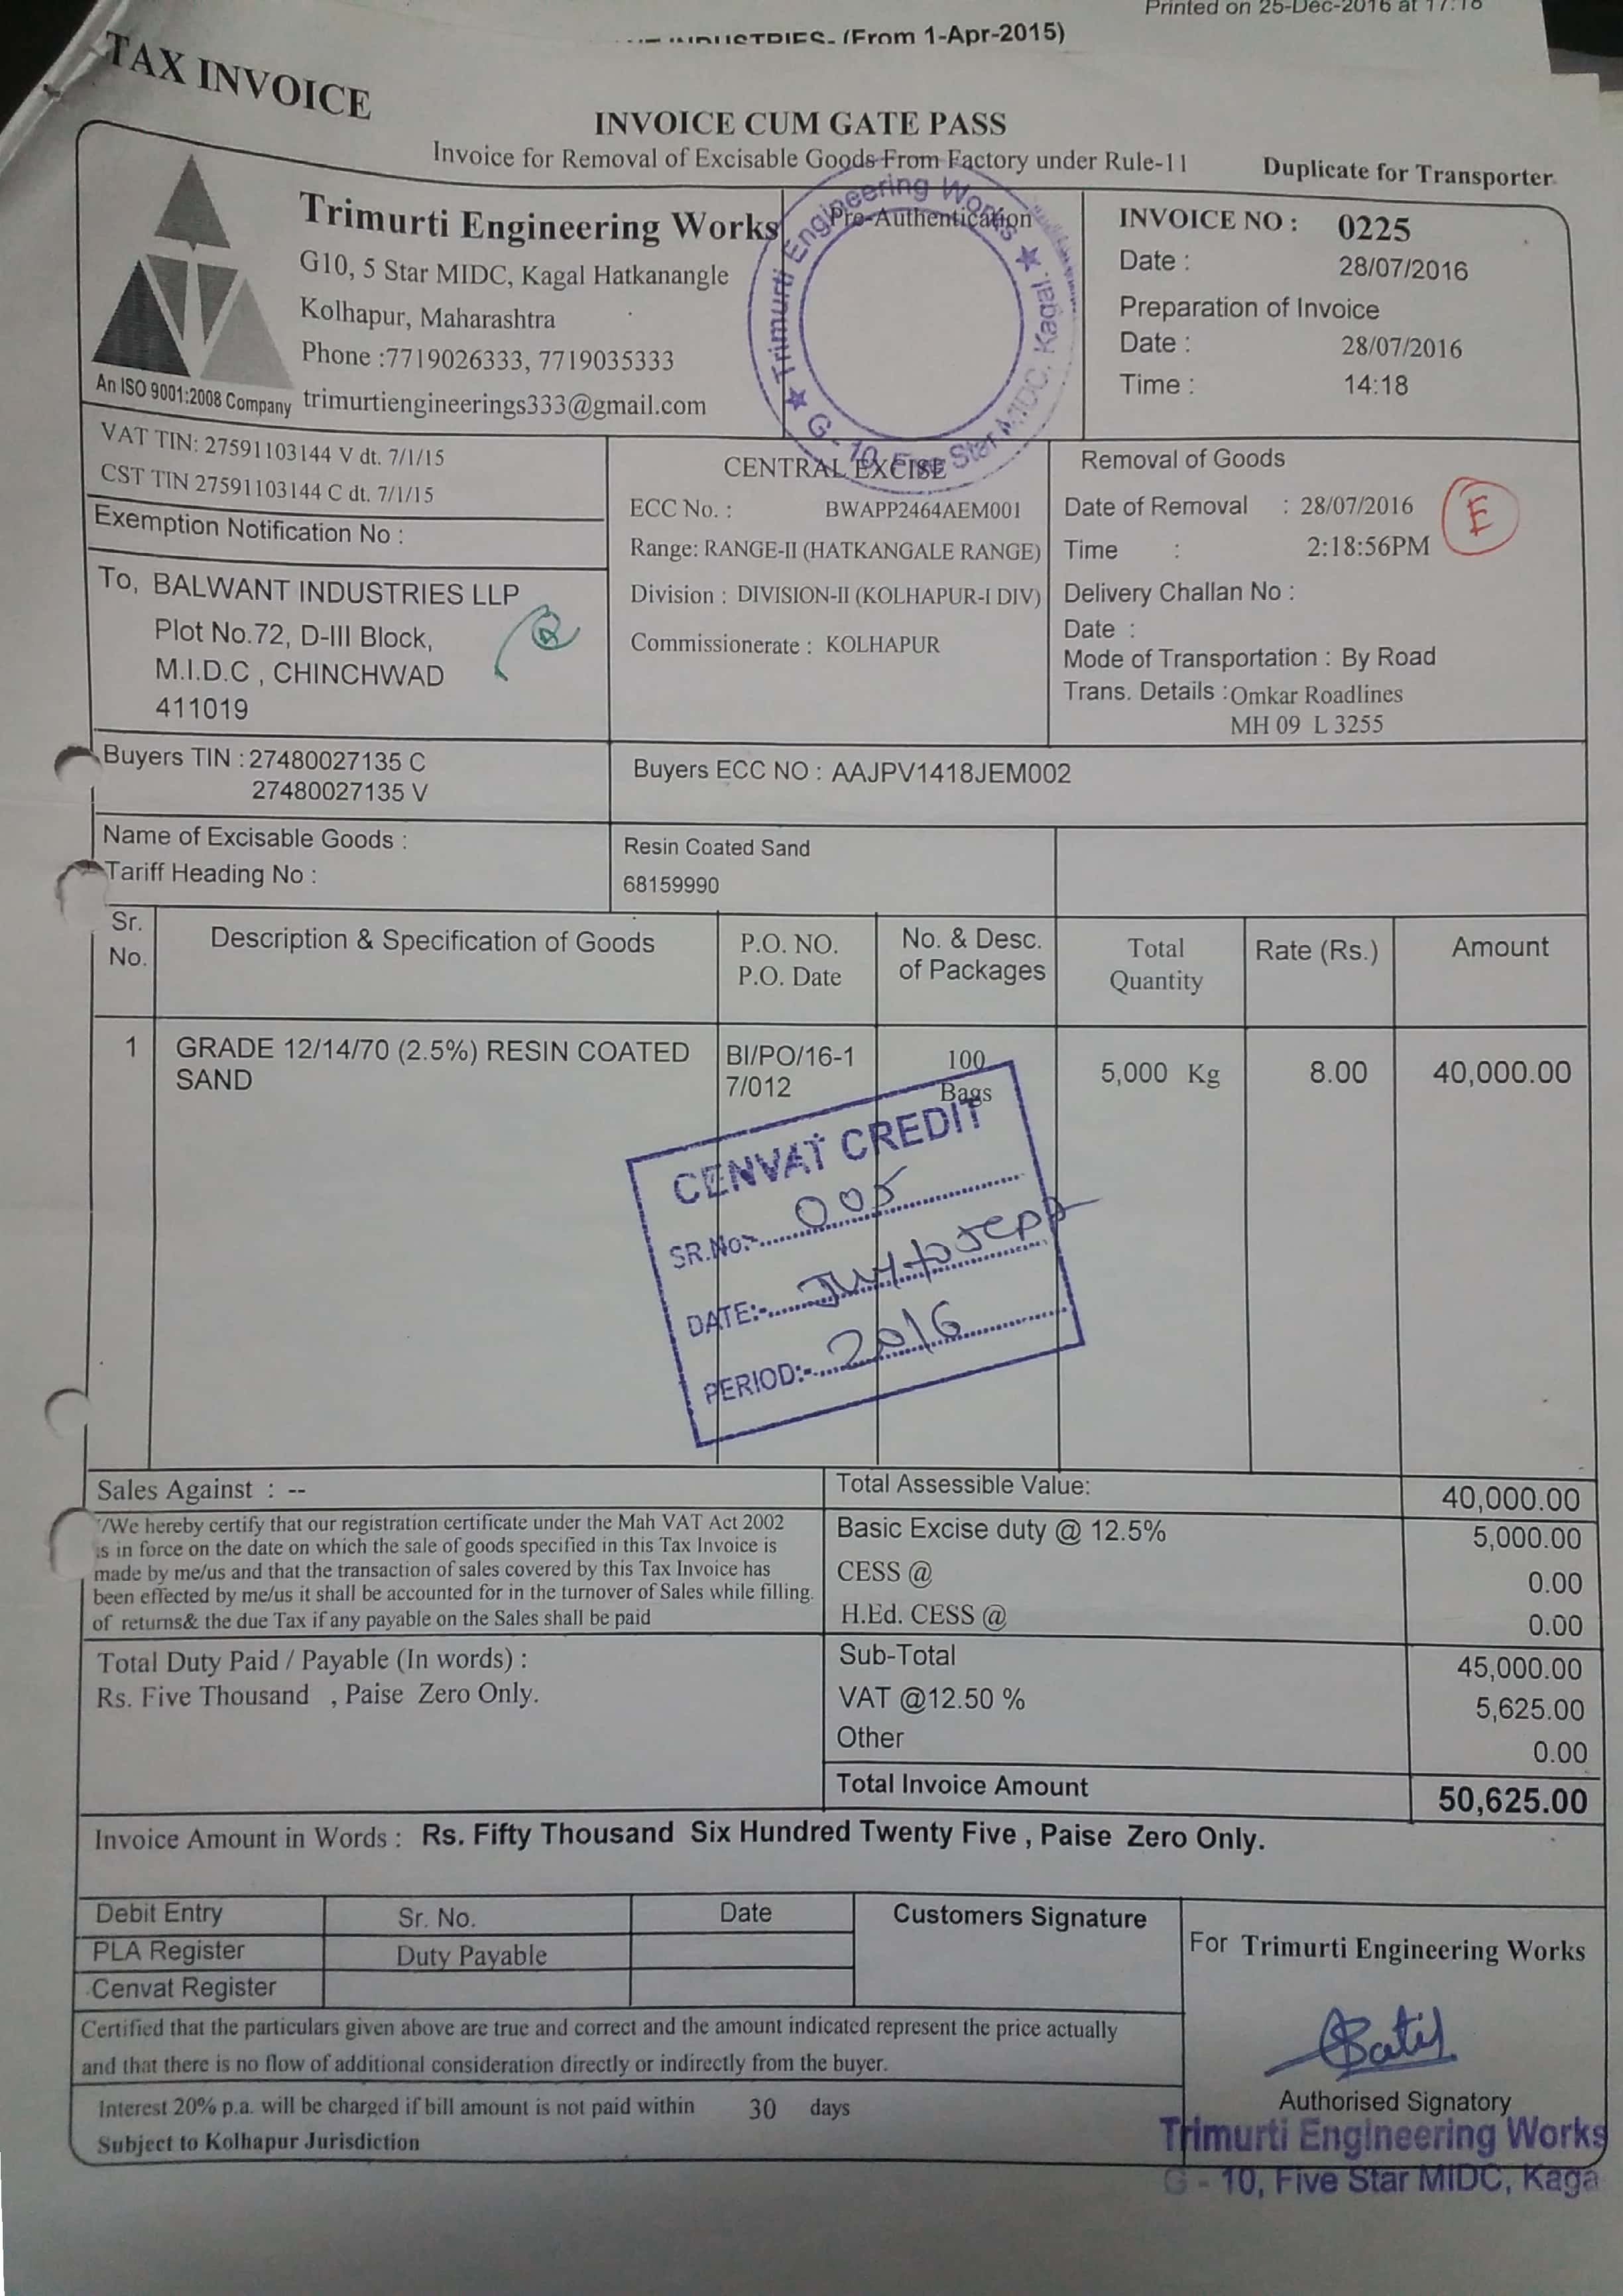 Printed on 25-Dec-2016 at 17:18
INDUSTRIES- (From 1-Apr-2015)
TAX INVOICE
INVOICE CUM GATE PASS
Invoice for Removal of Excisable Goods From Factory under Rule-11
Duplicate for Transporter
Trimurti Engineering Works
G10, 5 Star MIDC, Kagal Hatkanangle
Kolhapur, Maharashtra
Phone :7719026333, 7719035333
trimurtiengineerings333@gmail.com
An ISO 9001:2008 Company
Pre-Authentication
★ Trimurti Engineering Works ★
G - 10, Five Star MIDC, Kagal.
INVOICE NO : 0225
Date : 28/07/2016
Preparation of Invoice
Date : 28/07/2016
Time : 14:18
VAT TIN: 27591103144 V dt. 7/1/15
CST TIN 27591103144 C dt. 7/1/15
Exemption Notification No :
To, BALWANT INDUSTRIES LLP
Plot No.72, D-III Block,
M.I.D.C , CHINCHWAD
411019
CENTRAL EXCISE
ECC No. : BWAPP2464AEM001
Range: RANGE-II (HATKANGALE RANGE)
Division : DIVISION-II (KOLHAPUR-I DIV)
Commissionerate : KOLHAPUR
Removal of Goods
Date of Removal : 28/07/2016
E
Time : 2:18:56PM
Delivery Challan No :
Date :
Mode of Transportation : By Road
Trans. Details : Omkar Roadlines
MH 09 L 3255
Buyers TIN : 27480027135 C
27480027135 V
Buyers ECC NO : AAJPV1418JEM002
Name of Excisable Goods : Resin Coated Sand
Tariff Heading No : 68159990
Sr. No. Description & Specification of Goods P.O. NO. P.O. Date No. & Desc. of Packages Total Quantity Rate (Rs.) Amount
1 GRADE 12/14/70 (2.5%) RESIN COATED BI/PO/16-1 100 5,000 Kg 8.00 40,000.00
SAND 7/012 Bags
CENVAT CREDIT
SR.No:- 005
DATE:- July to Sep
PERIOD:- 2016
Sales Against : --
/We hereby certify that our registration certificate under the Mah VAT Act 2002
s in force on the date on which the sale of goods specified in this Tax Invoice is
made by me/us and that the transaction of sales covered by this Tax Invoice has
been effected by me/us it shall be accounted for in the turnover of Sales while filling.
of returns& the due Tax if any payable on the Sales shall be paid
Total Assessible Value: 40,000.00
Basic Excise duty @ 12.5% 5,000.00
CESS @ 0.00
H.Ed. CESS @ 0.00
Total Duty Paid / Payable (In words) :
Rs. Five Thousand , Paise Zero Only.
Sub-Total 45,000.00
VAT @12.50 % 5,625.00
Other 0.00
Total Invoice Amount 50,625.00
Invoice Amount in Words : Rs. Fifty Thousand Six Hundred Twenty Five , Paise Zero Only.
Debit Entry Sr. No. Date
PLA Register Duty Payable
Cenvat Register
Customers Signature
For Trimurti Engineering Works
Certified that the particulars given above are true and correct and the amount indicated represent the price actually
and that there is no flow of additional consideration directly or indirectly from the buyer.
Interest 20% p.a. will be charged if bill amount is not paid within 30 days
Subject to Kolhapur Jurisdiction
Authorised Signatory
Trimurti Engineering Works
G - 10, Five Star MIDC, Kaga